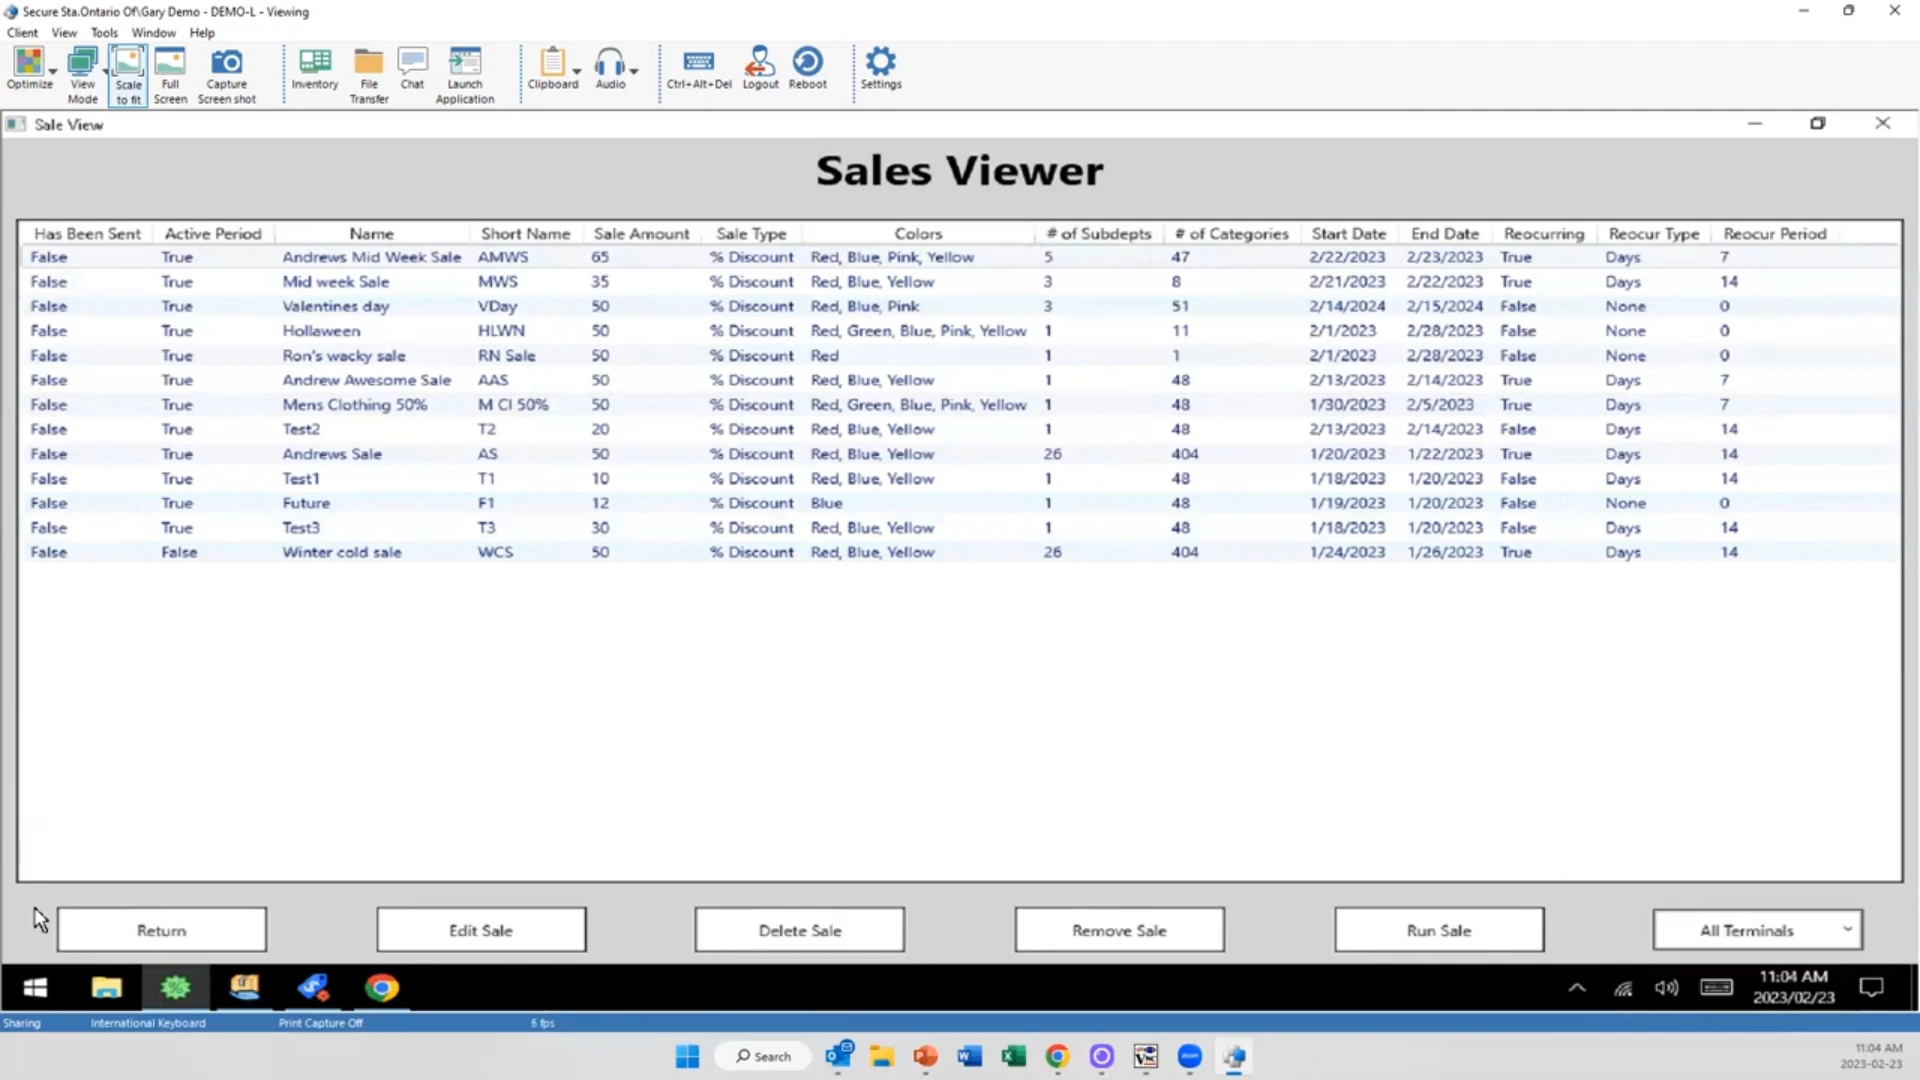 Secure Sta.Ontario Of\Gary Demo - DEMO-L - Viewing
Client View Tools Window Help
Optimize View Mode Scale to fit Full Screen Capture Screen shot Inventory File Transfer Chat Launch Application Clipboard Audio Ctrl+Alt+Del Logout Reboot Settings
Sale View
Sales Viewer
Has Been Sent Active Period Name Short Name Sale Amount Sale Type Colors # of Subdepts # of Categories Start Date End Date Reocurring Reocur Type Reocur Period
False True Andrews Mid Week Sale AMWS 65 % Discount Red, Blue, Pink, Yellow 5 47 2/22/2023 2/23/2023 True Days 7
False True Mid week Sale MWS 35 % Discount Red, Blue, Yellow 3 8 2/21/2023 2/22/2023 True Days 14
False True Valentines day VDay 50 % Discount Red, Blue, Pink 3 51 2/14/2024 2/15/2024 False None 0
False True Hollaween HLWN 50 % Discount Red, Green, Blue, Pink, Yellow 1 11 2/1/2023 2/28/2023 False None 0
False True Ron's wacky sale RN Sale 50 % Discount Red 1 1 2/1/2023 2/28/2023 False None 0
False True Andrew Awesome Sale AAS 50 % Discount Red, Blue, Yellow 1 48 2/13/2023 2/14/2023 True Days 7
False True Mens Clothing 50% M Cl 50% 50 % Discount Red, Green, Blue, Pink, Yellow 1 48 1/30/2023 2/5/2023 True Days 7
False True Test2 T2 20 % Discount Red, Blue, Yellow 1 48 2/13/2023 2/14/2023 False Days 14
False True Andrews Sale AS 50 % Discount Red, Blue, Yellow 26 404 1/20/2023 1/22/2023 True Days 14
False True Test1 T1 10 % Discount Red, Blue, Yellow 1 48 1/18/2023 1/20/2023 False Days 14
False True Future F1 12 % Discount Blue 1 48 1/19/2023 1/20/2023 False None 0
False True Test3 T3 30 % Discount Red, Blue, Yellow 1 48 1/18/2023 1/20/2023 False Days 14
False False Winter cold sale WCS 50 % Discount Red, Blue, Yellow 26 404 1/24/2023 1/26/2023 True Days 14
Return Edit Sale Delete Sale Remove Sale Run Sale All Terminals
11:04 AM
2023/02/23
Sharing International Keyboard Print Capture Off 6 fps
Search
11:04 AM
2023-02-23